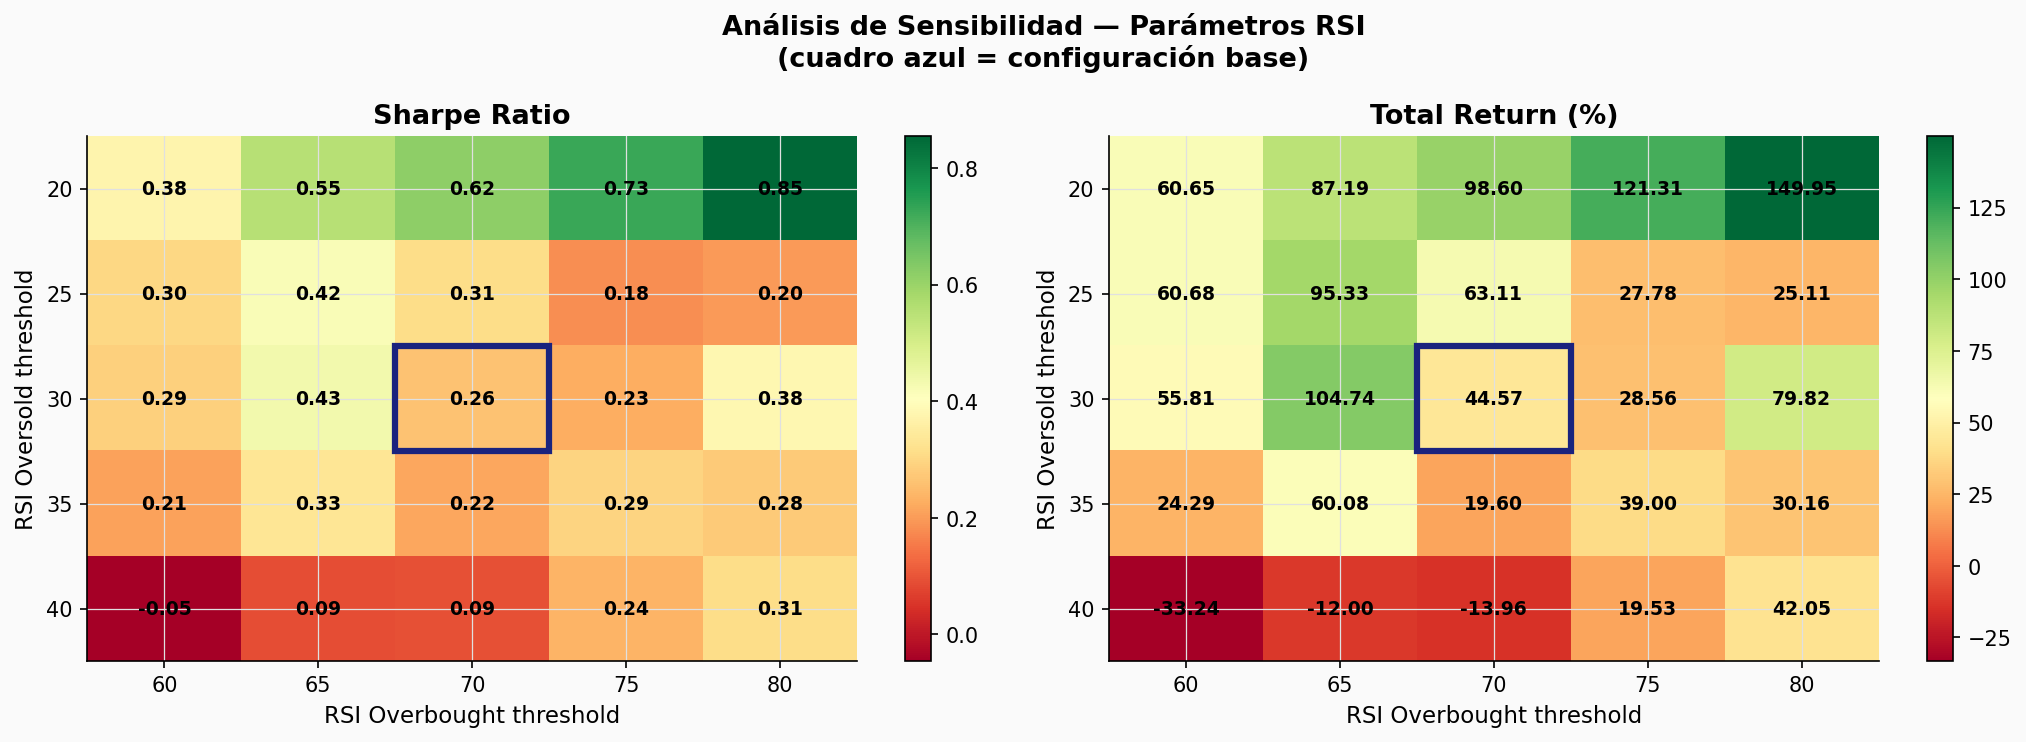 Análisis de Sensibilidad — Parámetros RSI
(cuadro azul = configuración base)
Sharpe Ratio
RSI Oversold threshold
20
25
30
35
40
0.38 0.55 0.62 0.73 0.85
0.30 0.42 0.31 0.18 0.20
0.29 0.43 0.26 0.23 0.38
0.21 0.33 0.22 0.29 0.28
-0.05 0.09 0.09 0.24 0.31
60 65 70 75 80
RSI Overbought threshold
0.8
0.6
0.4
0.2
0.0
Total Return (%)
RSI Oversold threshold
20
25
30
35
40
60.65 87.19 98.60 121.31 149.95
60.68 95.33 63.11 27.78 25.11
55.81 104.74 44.57 28.56 79.82
24.29 60.08 19.60 39.00 30.16
-33.24 -12.00 -13.96 19.53 42.05
60 65 70 75 80
RSI Overbought threshold
125
100
75
50
25
0
−25